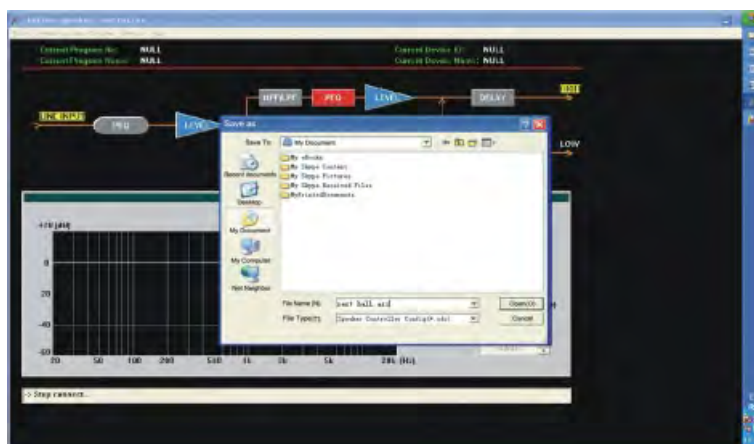 Current Program No: NULL
Current Program Name: NULL
Current Device ID: NULL
Current Device Name: NULL
HPF/LPF
PEQ
LEVEL
DELAY
LINE INPUT
PEQ
LEVEL
LOW
Save as
Save To:
My Document
Recent documents
Desktop
My Document
My Computer
Net Neighbor
My eBooks
My Skype Content
My Skype Pictures
My Skype Received Files
File Name(N):
File Type(T):
Speaker Controller Config(*.
Open(O)
Cancel
0
20
-40
-60
20
50
100
200
500
1k
2k
5k
20k (Hz)
-> Stop connect...